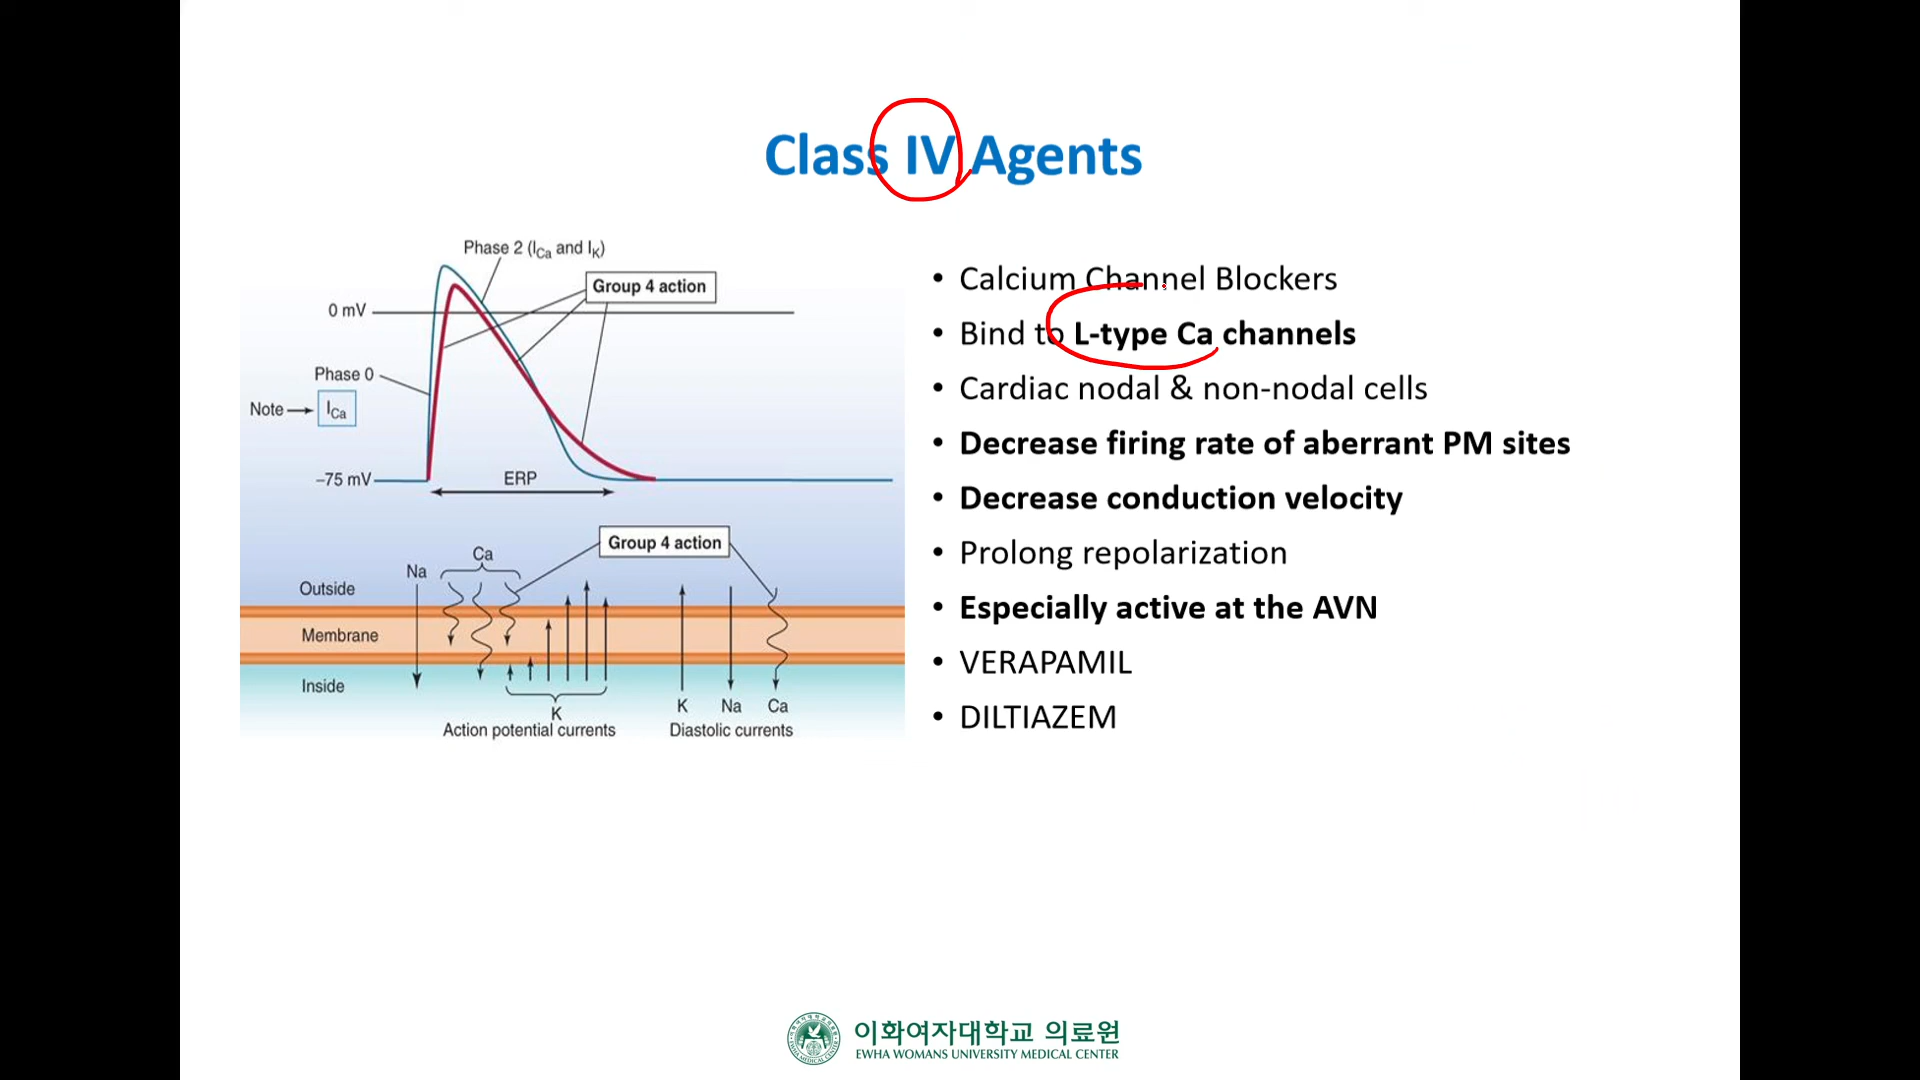 Class IV Agents
Phase 2 (ICa and IK)
Group 4 action
0 mV
Phase 0
Note
ICa
–75 mV
ERP
Group 4 action
Ca
Na
Outside
Membrane
Inside
K
K Na Ca
Action potential currents
Diastolic currents
• Calcium Channel Blockers
• Bind to L-type Ca channels
• Cardiac nodal & non-nodal cells
• Decrease firing rate of aberrant PM sites
• Decrease conduction velocity
• Prolong repolarization
• Especially active at the AVN
• VERAPAMIL
• DILTIAZEM
이화여자대학교 의료원
EWHA WOMANS UNIVERSITY MEDICAL CENTER